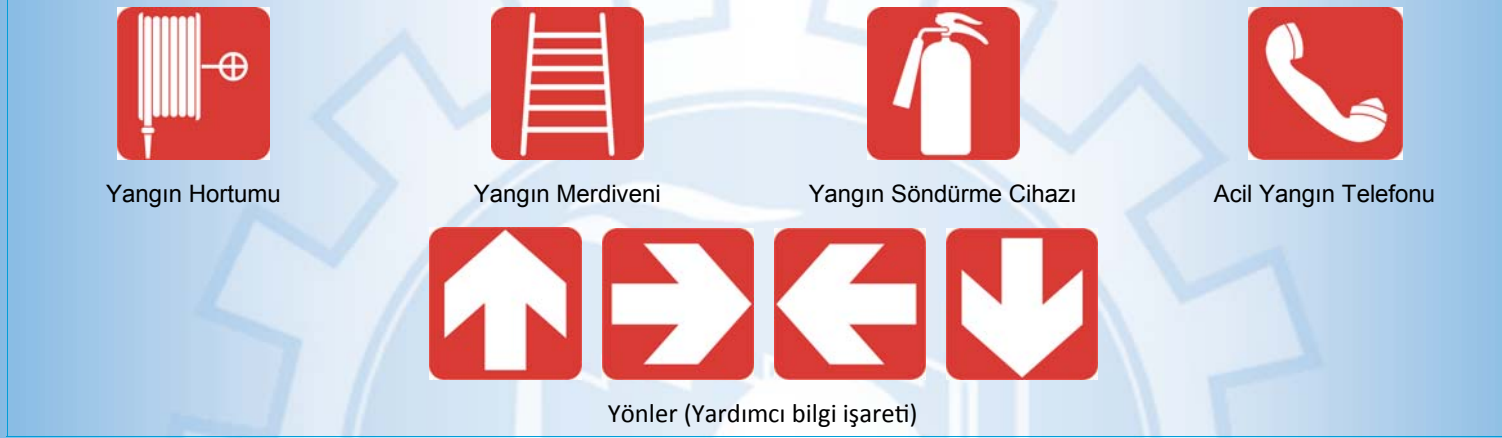 Yangın Hortumu
Yangın Merdiveni
Yangın Söndürme Cihazı
Acil Yangın Telefonu
Yönler (Yardımcı bilgi işareti)